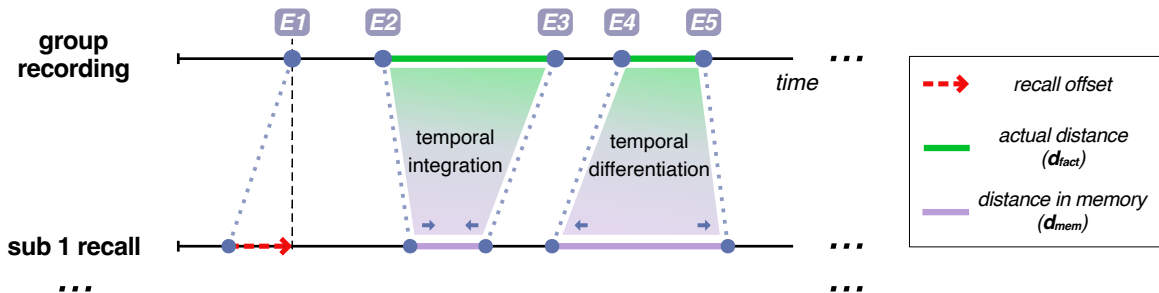 E1 E2 E3 E4 E5
group
recording
time
...
temporal
integration
temporal
differentiation
sub 1 recall
...
...
recall offset
actual distance
(dfact)
distance in memory
(dmem)